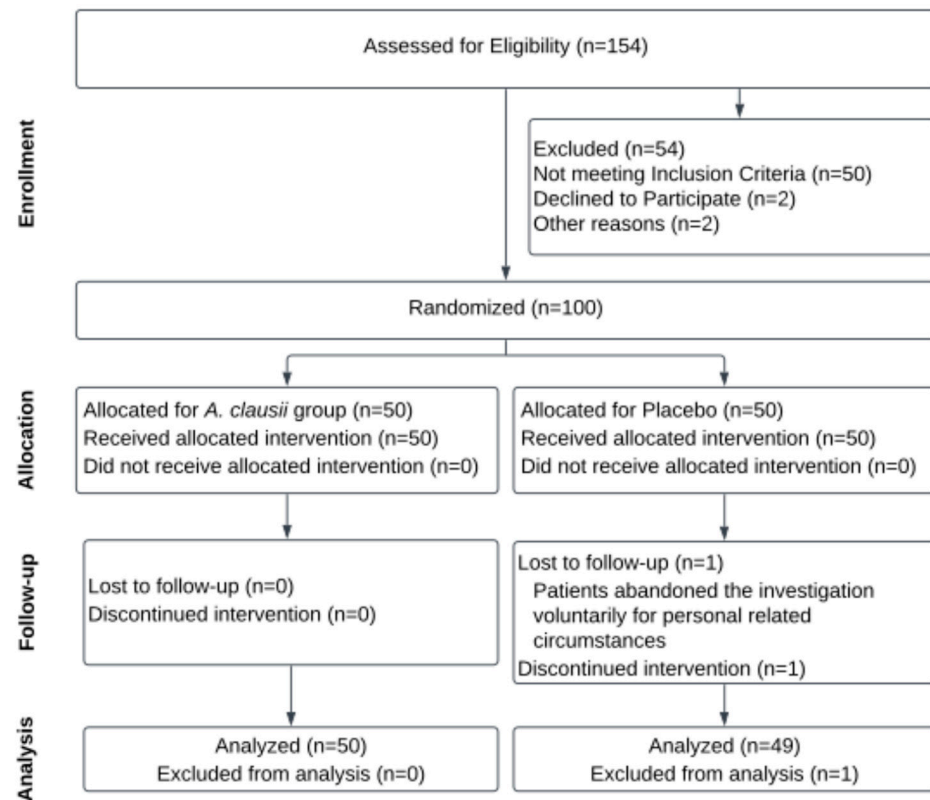 Assessed for Eligibility (n=154)
Enrollment
Excluded (n=54)
Not meeting Inclusion Criteria (n=50)
Declined to Participate (n=2)
Other reasons (n=2)
Randomized (n=100)
Allocation
Allocated for A. clausii group (n=50)
Received allocated intervention (n=50)
Did not receive allocated intervention (n=0)
Allocated for Placebo (n=50)
Received allocated intervention (n=50)
Did not receive allocated intervention (n=0)
Follow-up
Lost to follow-up (n=0)
Discontinued intervention (n=0)
Lost to follow-up (n=1)
Patients abandoned the investigation
voluntarily for personal related
circumstances
Discontinued intervention (n=1)
Analysis
Analyzed (n=50)
Excluded from analysis (n=0)
Analyzed (n=49)
Excluded from analysis (n=1)